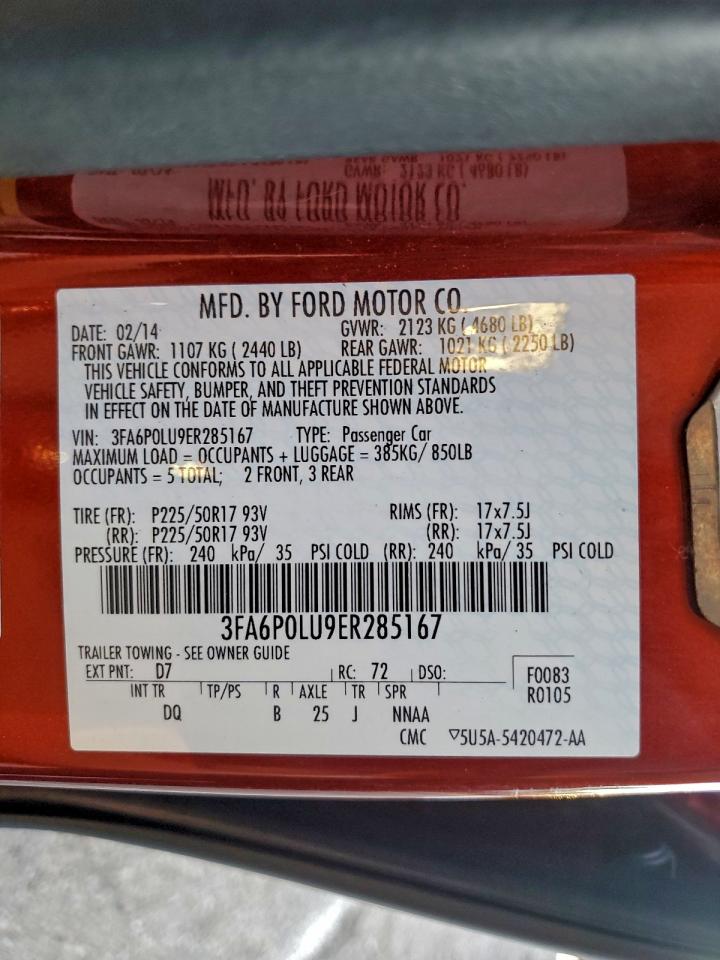 MFD. BY FORD MOTOR CO.
DATE: 02/14 GVWR: 2123 KG ( 4680 LB)
FRONT GAWR: 1107 KG ( 2440 LB) REAR GAWR: 1021 KG ( 2250 LB)
THIS VEHICLE CONFORMS TO ALL APPLICABLE FEDERAL MOTOR
VEHICLE SAFETY, BUMPER, AND THEFT PREVENTION STANDARDS
IN EFFECT ON THE DATE OF MANUFACTURE SHOWN ABOVE.
VIN: 3FA6P0LU9ER285167 TYPE: Passenger Car
MAXIMUM LOAD = OCCUPANTS + LUGGAGE = 385KG/ 850LB
OCCUPANTS = 5 TOTAL; 2 FRONT, 3 REAR
TIRE (FR): P225/50R17 93V RIMS (FR): 17x7.5J
(RR): P225/50R17 93V (RR): 17x7.5J
PRESSURE (FR): 240 kPa/ 35 PSI COLD (RR): 240 kPa/ 35 PSI COLD
3FA6P0LU9ER285167
TRAILER TOWING - SEE OWNER GUIDE
EXT PNT: D7 RC: 72 DSO: F0083
INT TR TP/PS R AXLE TR SPR R0105
DQ B 25 J NNAA
CMC ▽5U5A-5420472-AA